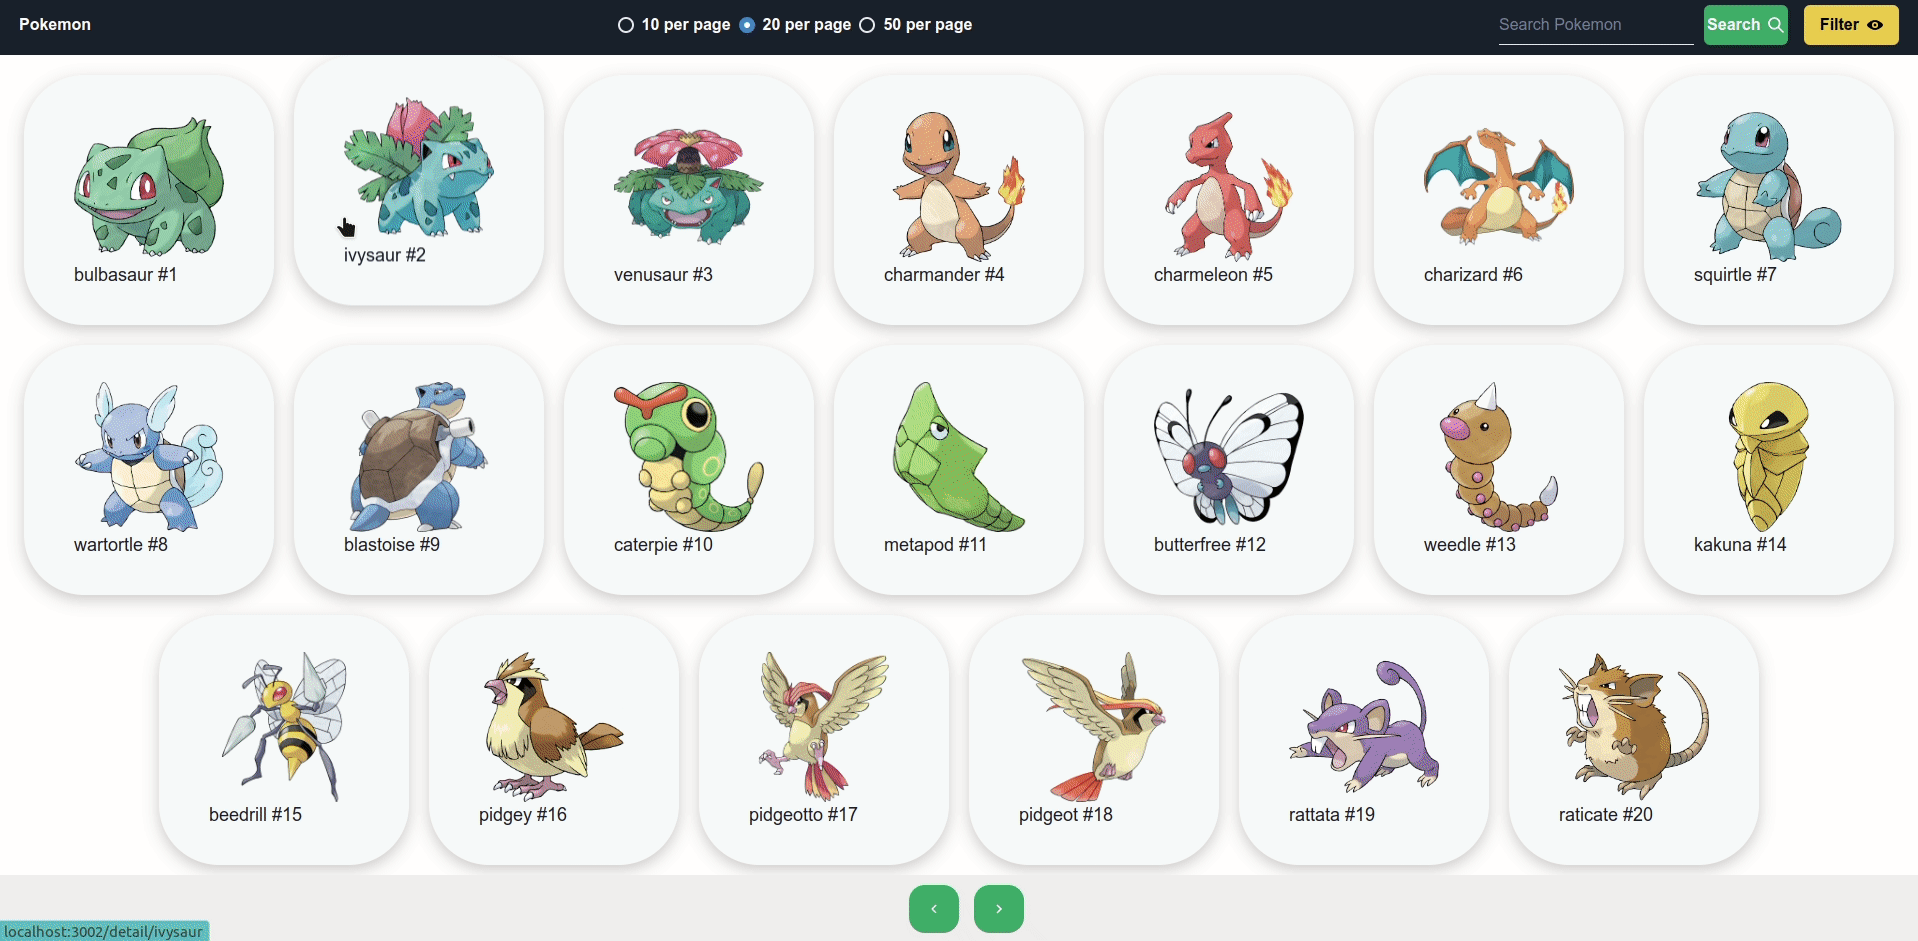 Pokemon
10 per page 20 per page 50 per page
Search Pokemon
Search
Filter
bulbasaur #1
ivysaur #2
venusaur #3
charmander #4
charmeleon #5
charizard #6
squirtle #7
wartortle #8
blastoise #9
caterpie #10
metapod #11
butterfree #12
weedle #13
kakuna #14
beedrill #15
pidgey #16
pidgeotto #17
pidgeot #18
rattata #19
raticate #20
localhost:3002/detail/ivysaur